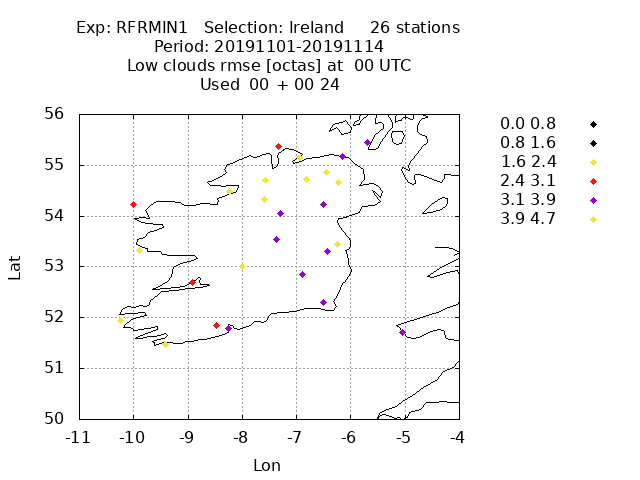 Exp: RFRMIN1 Selection: Ireland 26 stations
Period: 20191101-20191114
Low clouds rmse [octas] at 00 UTC
Used 00 + 00 24
56
55
54
53
52
51
50
-11 -10 -9 -8 -7 -6 -5 -4
Lat
Lon
0.0 0.8
0.8 1.6
1.6 2.4
2.4 3.1
3.1 3.9
3.9 4.7